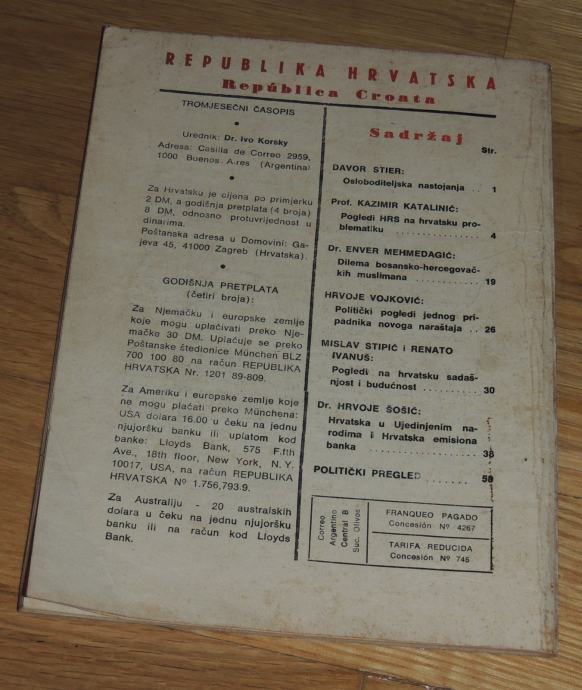 REPUBLIKA HRVATSKA
República Croata
TROMJESEČNI ČASOPIS
•
Urednik: Dr. Ivo Korsky
Adresa: Casilla de Correo 2959,
1000 Buenos Aires (Argentina)
•
Za Hrvatsku je cijena po primjerku
2 DM, a godišnja pretplata (4 broja)
8 DM, odnosno protuvrijednost u
dinarima.
Poštanska adresa u Domovini: Ga-
jeva 45, 41000 Zagreb (Hrvatska).
•
GODIŠNJA PRETPLATA
(četiri broja):
Za Njemačku i europske zemlje
koje mogu uplačivati preko Nje-
mačke 30 DM. Uplačuje se preko
Poštanske štedionice München BLZ
700 100 80 na račun REPUBLIKA
HRVATSKA Nr. 1201 89-809.
Za Ameriku i europske zemlje koje
ne mogu plačati preko Münchena:
USA dolara 16.00 u čeku na jednu
njujoršku banku ili uplatom kod
banke: Lloyds Bank, 575 Fifth
Ave., 18th floor, New York, N.Y.
10017, USA, na račun REPUBLIKA
HRVATSKA Nº 1.756,793.9.
Za Australiju - 20 australskih
dolara u čeku na jednu njujoršku
banku ili na račun kod Lloyds
Bank.
Sadržaj
Str.
DAVOR STIER:
Osloboditeljska nastojanja .. 1
Prof. KAZIMIR KATALINIĆ:
Pogledi HRS na hrvatsku pro-
blematiku .......... 4
Dr. ENVER MEHMEDAGIĆ:
Dilema bosansko-hercegovač-
kih muslimana .......... 19
HRVOJE VOJKOVIĆ:
Politički pogledi jednog pri-
padnika novoga naraštaja .. 26
MISLAV STIPIĆ i RENATO
IVANUŠ:
Pogledi na hrvatsku sadaš-
njost i budućnost .......... 30
Dr. HRVOJE ŠOŠIĆ:
Hrvatska u Ujedinjenim na-
rodima i Hrvatska emisiona
banka .......... 38
POLITIČKI PREGLED ....... 58
Correo
Argentino
Central B
Suc. Olivos
FRANQUEO PAGADO
Concesión Nº 4267
TARIFA REDUCIDA
Concesión Nº 745